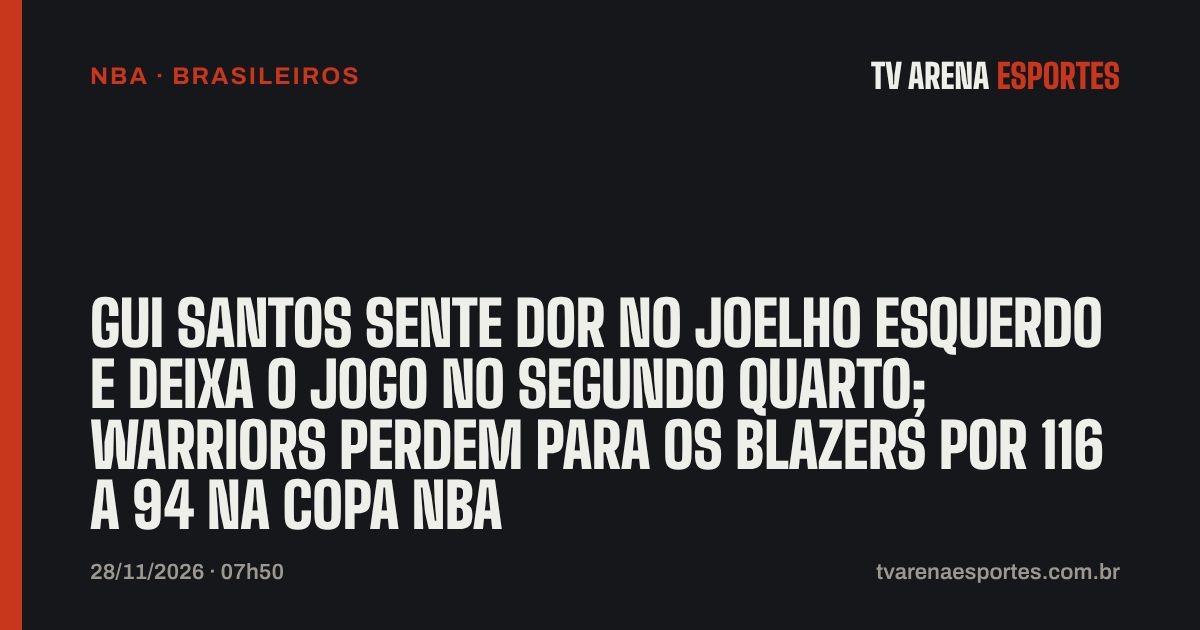 NBA · BRASILEIROS
TV ARENA ESPORTES
GUI SANTOS SENTE DOR NO JOELHO ESQUERDO
E DEIXA O JOGO NO SEGUNDO QUARTO;
WARRIORS PERDEM PARA OS BLAZERS POR 116
A 94 NA COPA NBA
28/11/2026 · 07h50
tvarenaesportes.com.br